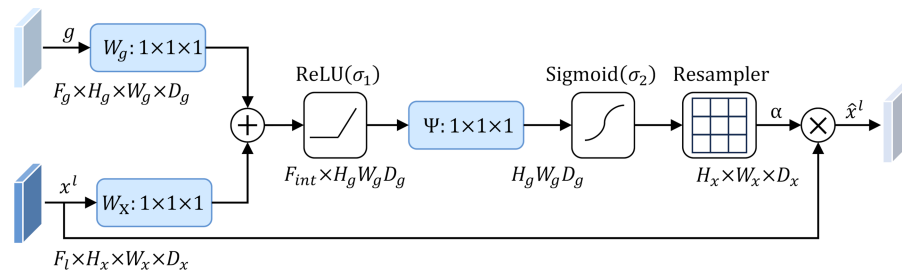 g
W_g: 1×1×1
F_g×H_g×W_g×D_g
ReLU(σ_1)
Sigmoid(σ_2)
Resampler
Ψ: 1×1×1
α
x̂^l
F_int×H_gW_gD_g
H_gW_gD_g
H_x×W_x×D_x
x^l
W_X: 1×1×1
F_l×H_x×W_x×D_x